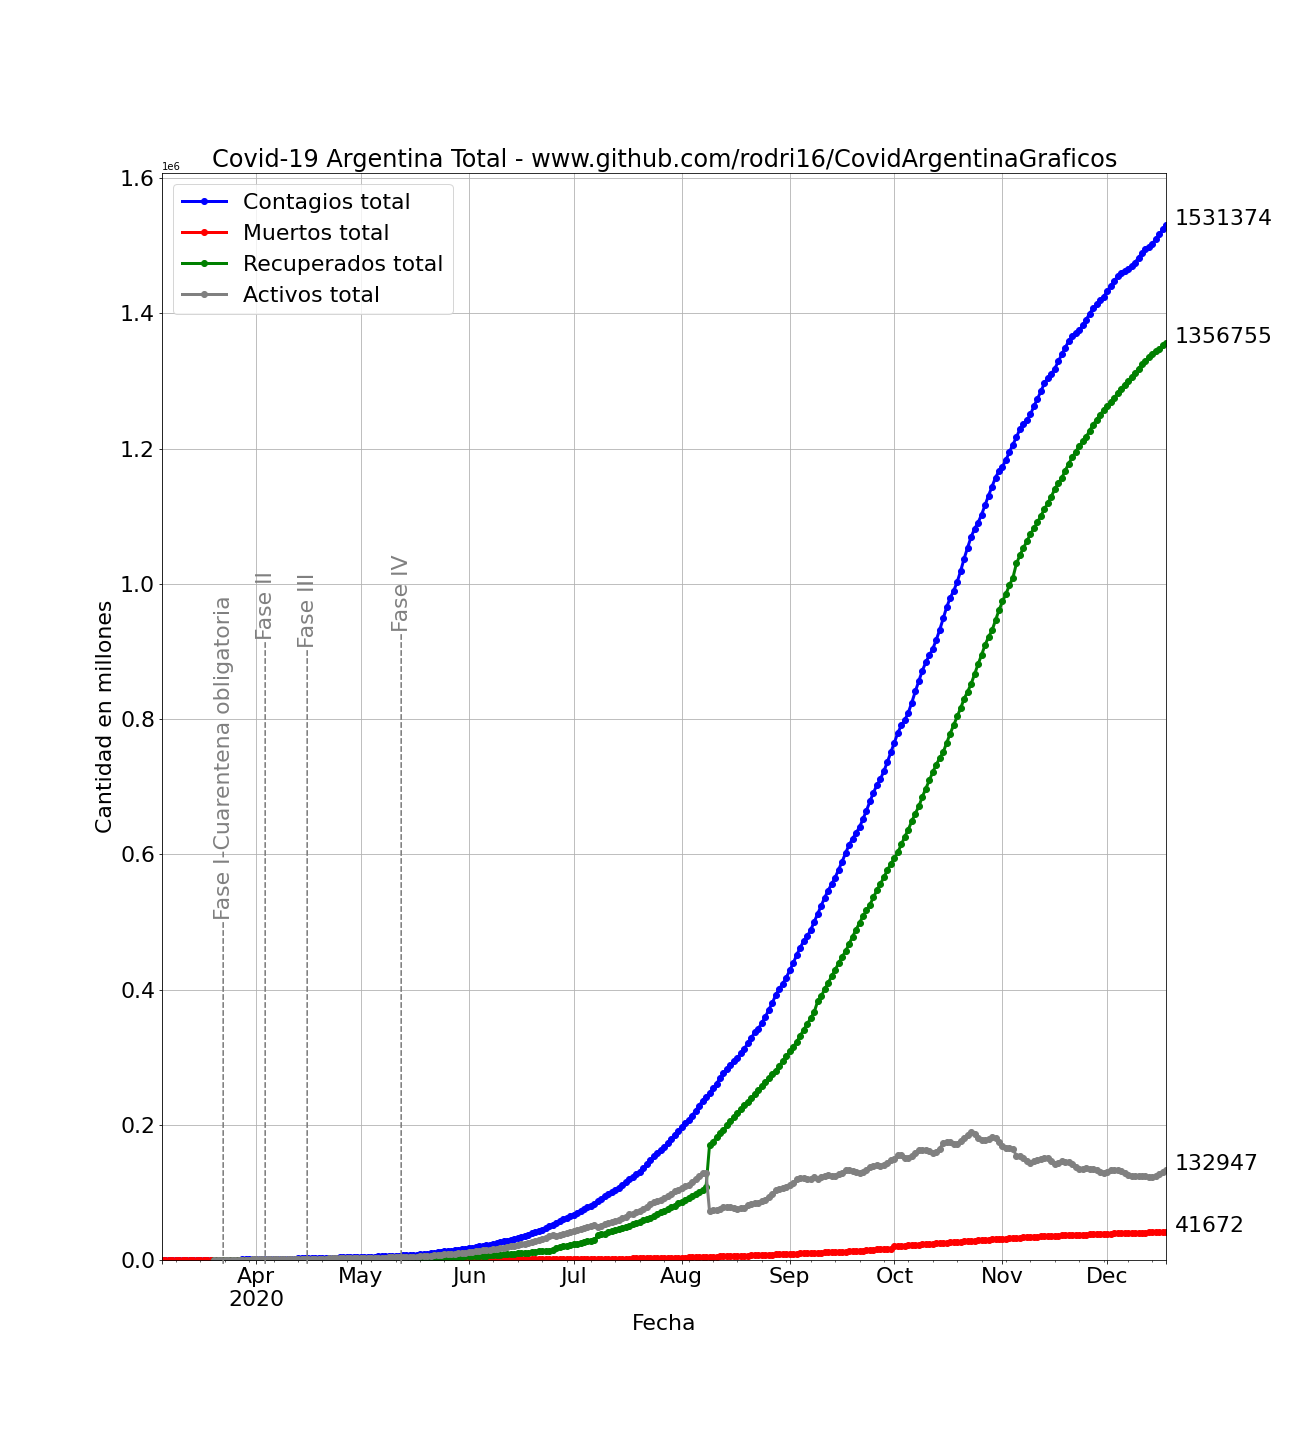 Covid-19 Argentina Total - www.github.com/rodri16/CovidArgentinaGraficos
1e6
1.6
1.4
1.2
1.0
0.8
0.6
0.4
0.2
0.0
Cantidad en millones
Contagios total
Muertos total
Recuperados total
Activos total
Fase I-Cuarentena obligatoria
Fase II
Fase III
Fase IV
1531374
1356755
132947
41672
Apr
2020
May
Jun
Jul
Aug
Sep
Oct
Nov
Dec
Fecha